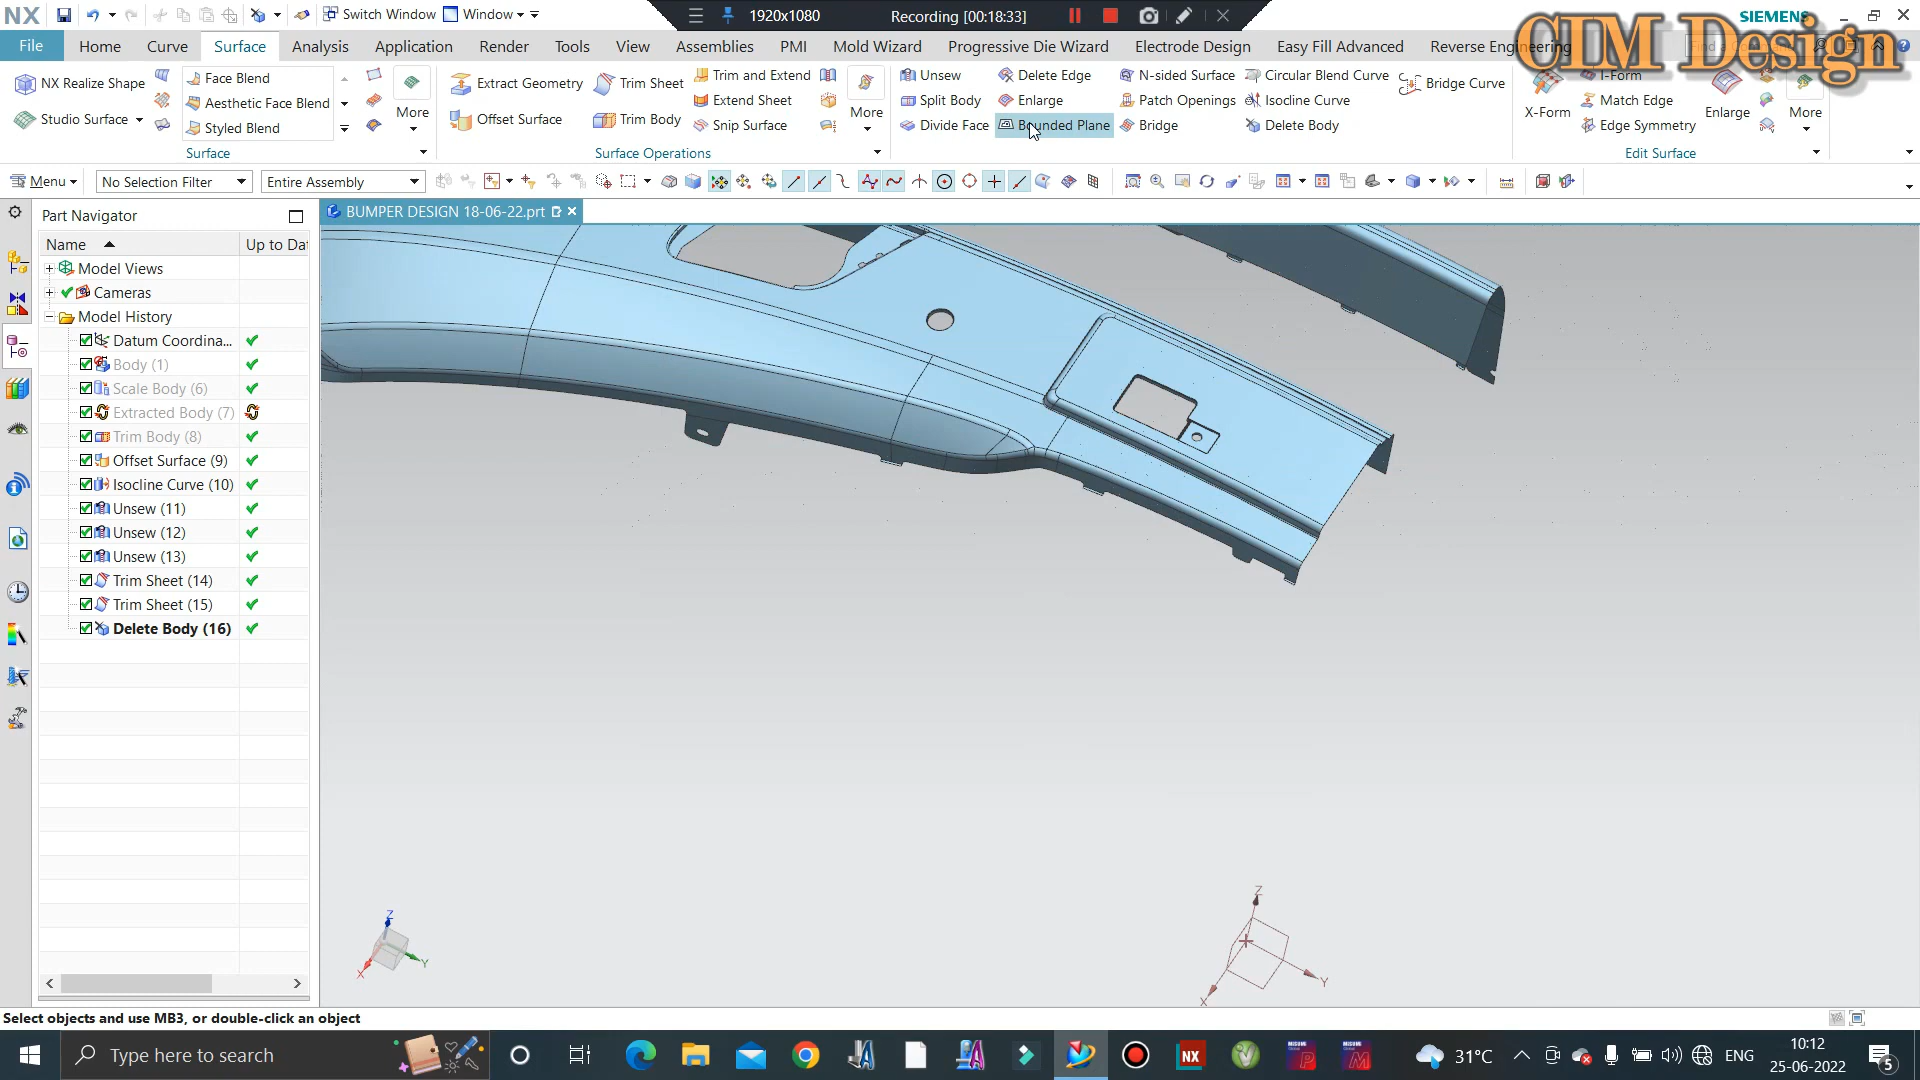 NX
Switch Window
Window
1920x1080
Recording [00:18:33]
SIEMENS
CIM Design
File
Home
Curve
Surface
Analysis
Application
Render
Tools
View
Assemblies
PMI
Mold Wizard
Progressive Die Wizard
Electrode Design
Easy Fill Advanced
Reverse Engineering
NX Realize Shape
Studio Surface
Face Blend
Aesthetic Face Blend
Styled Blend
More
Surface
Extract Geometry
Offset Surface
Trim Sheet
Trim Body
Trim and Extend
Extend Sheet
Snip Surface
More
Surface Operations
Unsew
Split Body
Divide Face
Delete Edge
Enlarge
Bounded Plane
N-sided Surface
Patch Openings
Bridge
Circular Blend Curve
Isocline Curve
Delete Body
Bridge Curve
X-Form
I-Form
Match Edge
Edge Symmetry
Enlarge
More
Edit Surface
Menu
No Selection Filter
Entire Assembly
Part Navigator
BUMPER DESIGN 18-06-22.prt
Name
Up to Dat
Model Views
Cameras
Model History
Datum Coordina...
Body (1)
Scale Body (6)
Extracted Body (7)
Trim Body (8)
Offset Surface (9)
Isocline Curve (10)
Unsew (11)
Unsew (12)
Unsew (13)
Trim Sheet (14)
Trim Sheet (15)
Delete Body (16)
Z
Y
X
Z
Y
X
Select objects and use MB3, or double-click an object
Type here to search
NX
31°C
ENG
10:12
25-06-2022
5